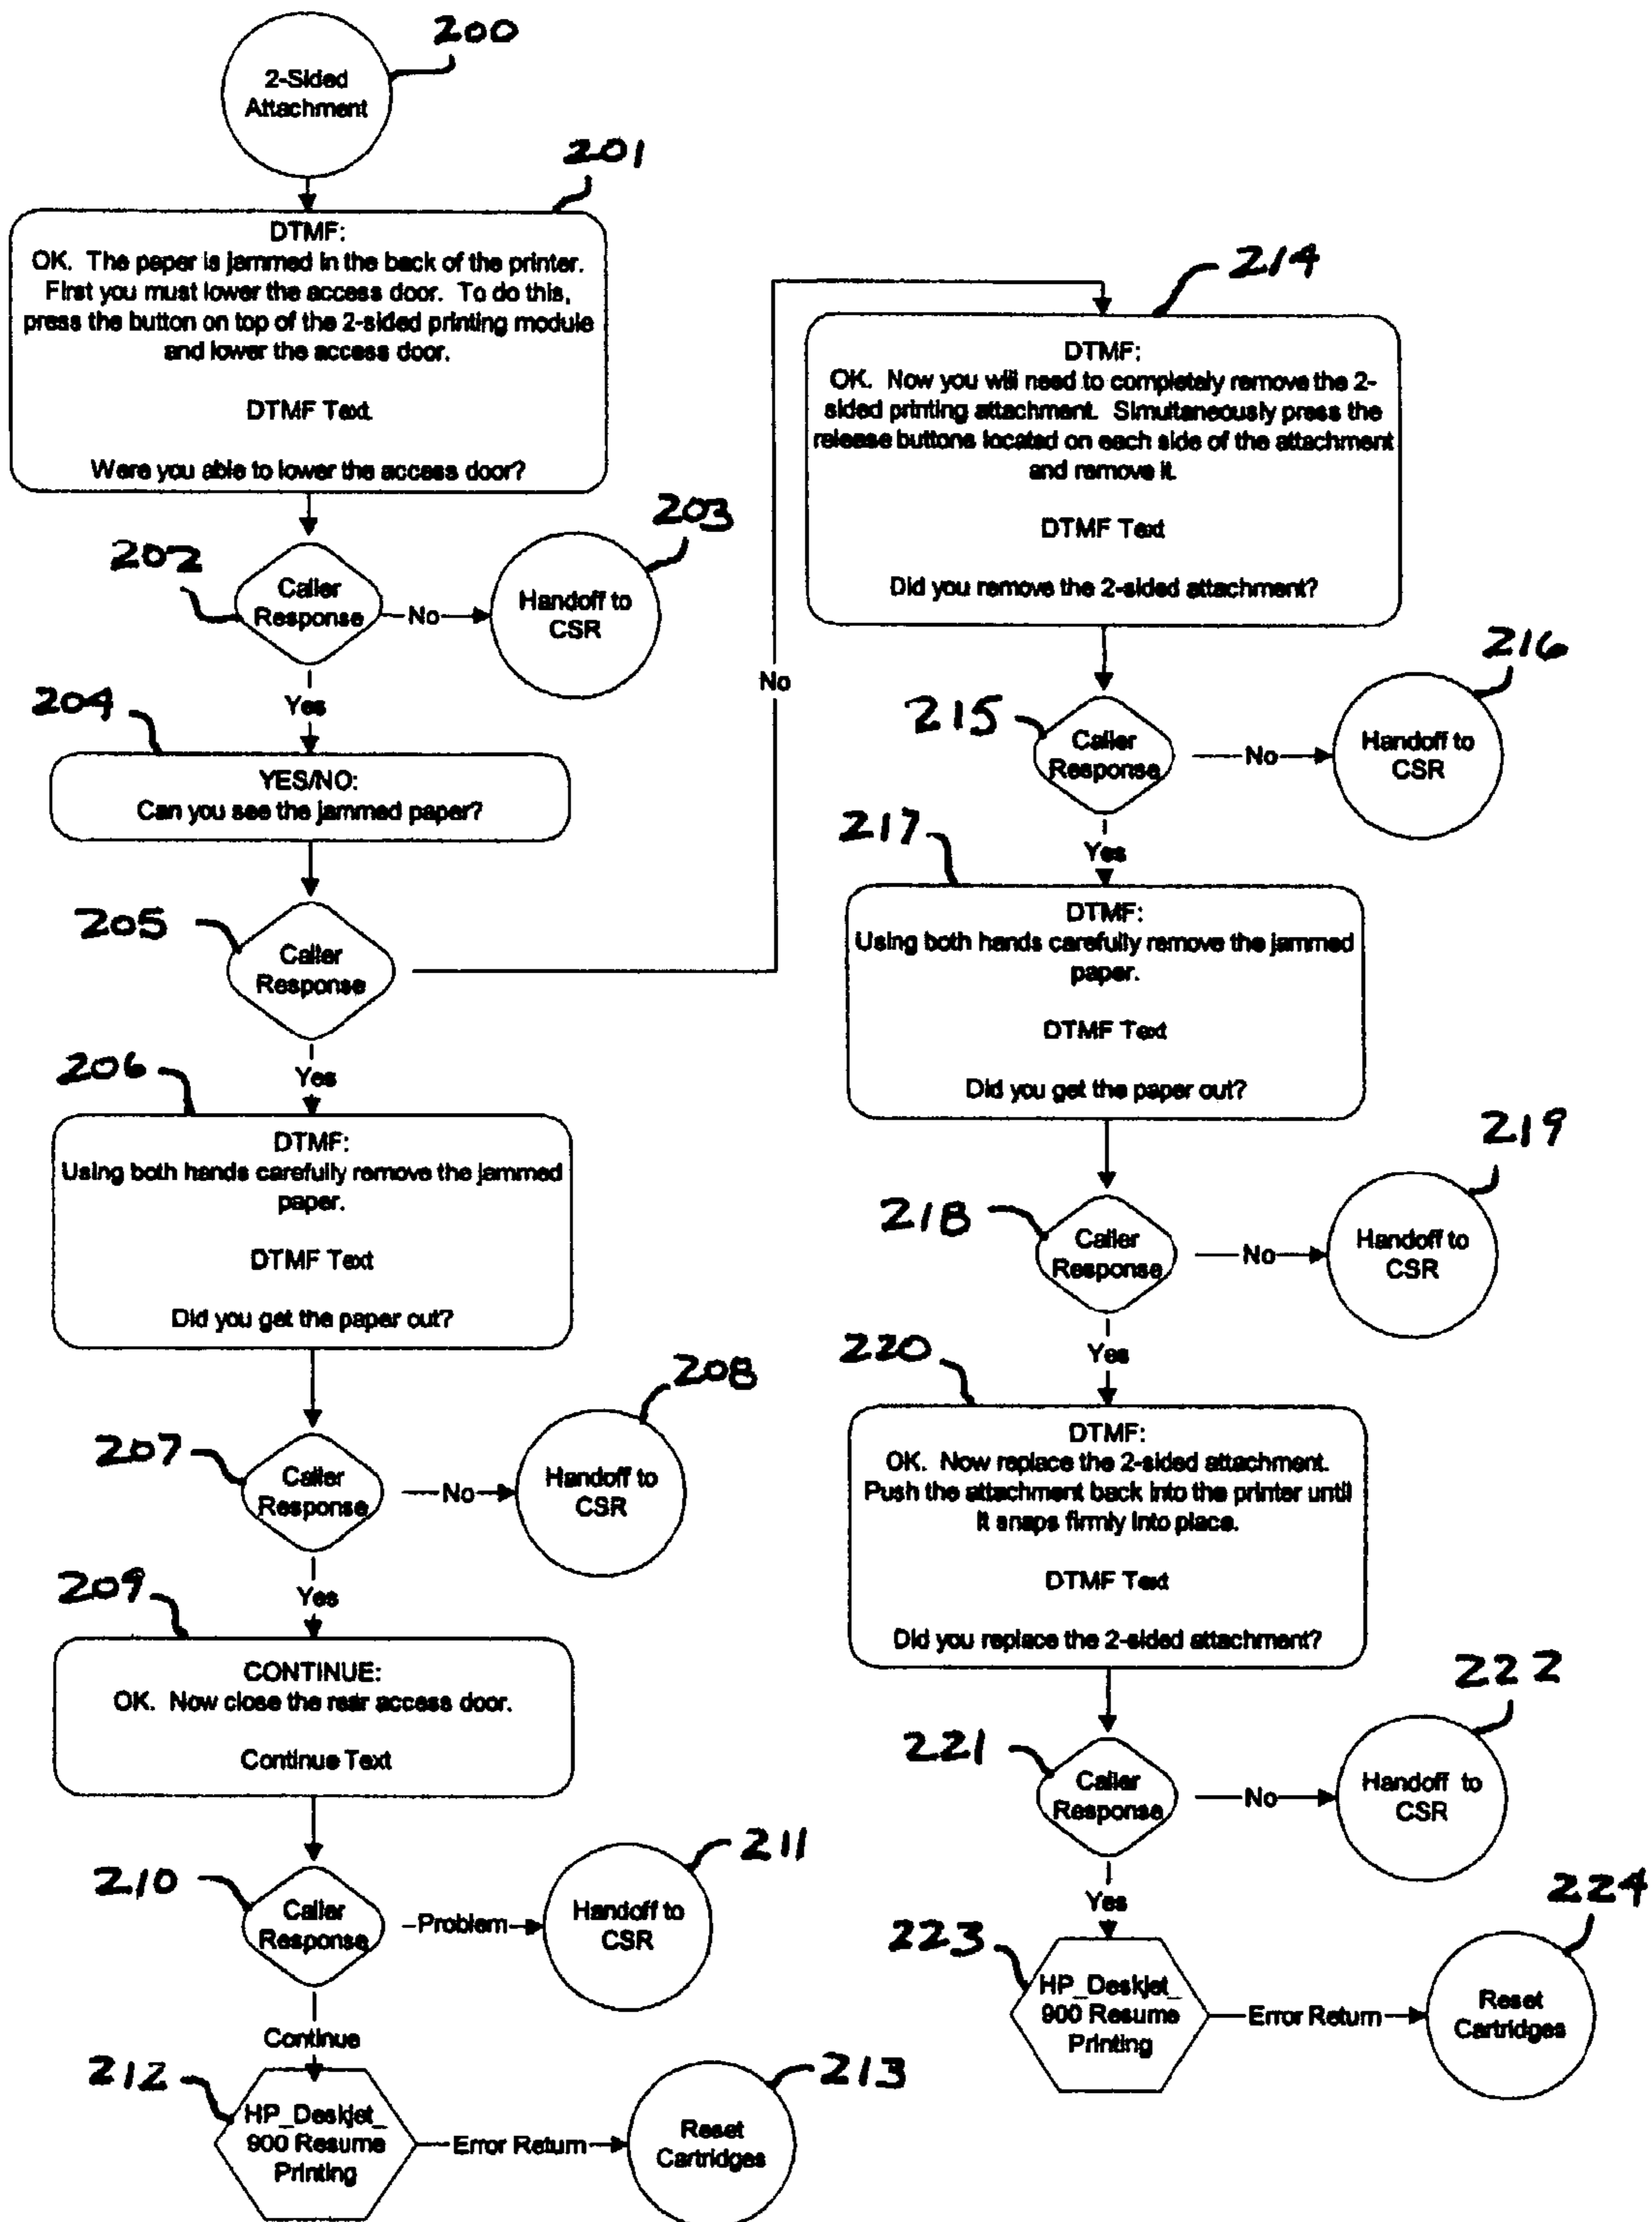 200
2-Sided
Attachment
201
DTMF:
OK. The paper is jammed in the back of the printer.
First you must lower the access door. To do this,
press the button on top of the 2-sided printing module
and lower the access door.
DTMF Text
Were you able to lower the access door?
202
Caller
Response
No
203
Handoff to
CSR
Yes
204
YES/NO:
Can you see the jammed paper?
205
Caller
Response
No
Yes
206
DTMF:
Using both hands carefully remove the jammed
paper.
DTMF Text
Did you get the paper out?
207
Caller
Response
No
208
Handoff to
CSR
Yes
209
CONTINUE:
OK. Now close the rear access door.
Continue Text
210
Caller
Response
Problem
211
Handoff to
CSR
Continue
212
HP_Deskjet_
900 Resume
Printing
Error Return
213
Reset
Cartridges
214
DTMF:
OK. Now you will need to completely remove the 2-
sided printing attachment. Simultaneously press the
release buttons located on each side of the attachment
and remove it.
DTMF Text
Did you remove the 2-sided attachment?
215
Caller
Response
No
216
Handoff to
CSR
Yes
217
DTMF:
Using both hands carefully remove the jammed
paper.
DTMF Text
Did you get the paper out?
218
Caller
Response
No
219
Handoff to
CSR
Yes
220
DTMF:
OK. Now replace the 2-sided attachment.
Push the attachment back into the printer until
it snaps firmly into place.
DTMF Text
Did you replace the 2-sided attachment?
221
Caller
Response
No
222
Handoff to
CSR
Yes
223
HP_Deskjet_
900 Resume
Printing
Error Return
224
Reset
Cartridges